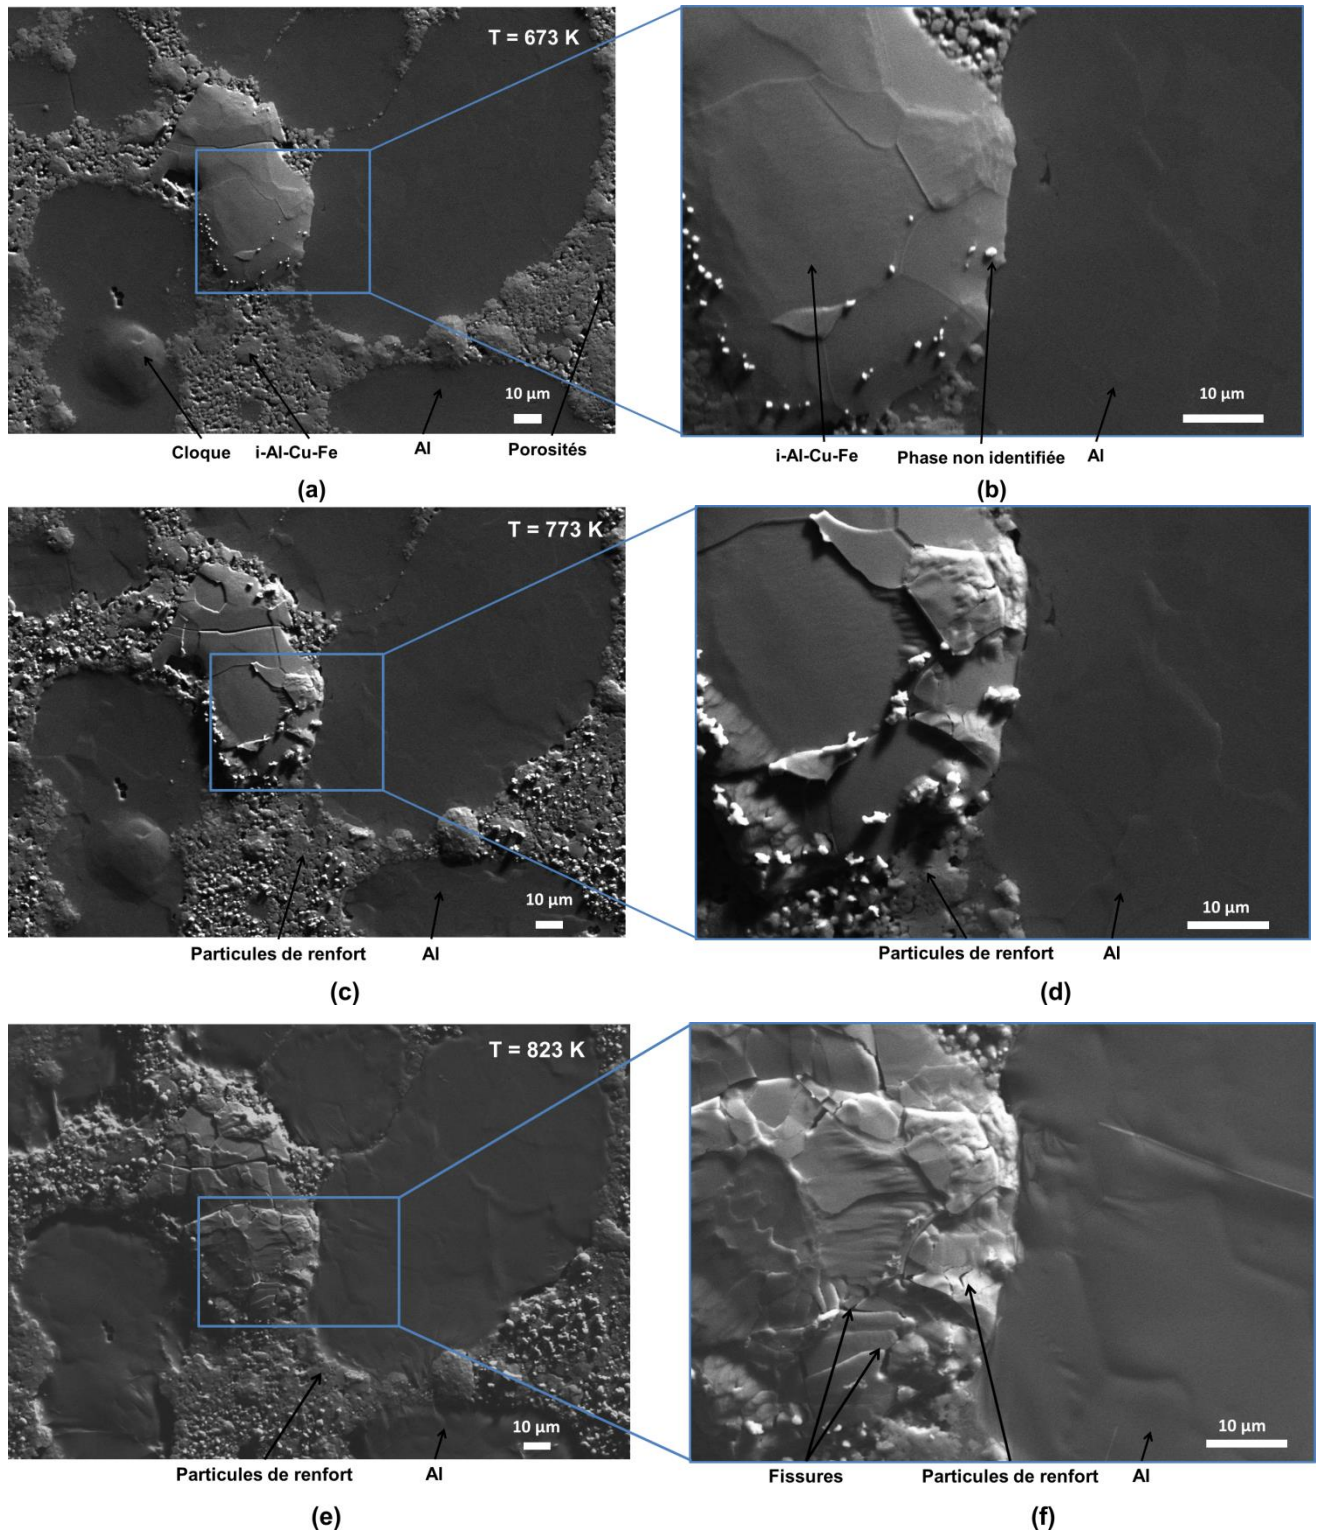 T = 673 K
10 µm
10 µm
Cloque i-Al-Cu-Fe Al Porosités
i-Al-Cu-Fe Phase non identifiée Al
(a)
(b)
T = 773 K
10 µm
10 µm
Particules de renfort Al
Particules de renfort Al
(c)
(d)
T = 823 K
10 µm
10 µm
Particules de renfort Al
Fissures Particules de renfort Al
(e)
(f)